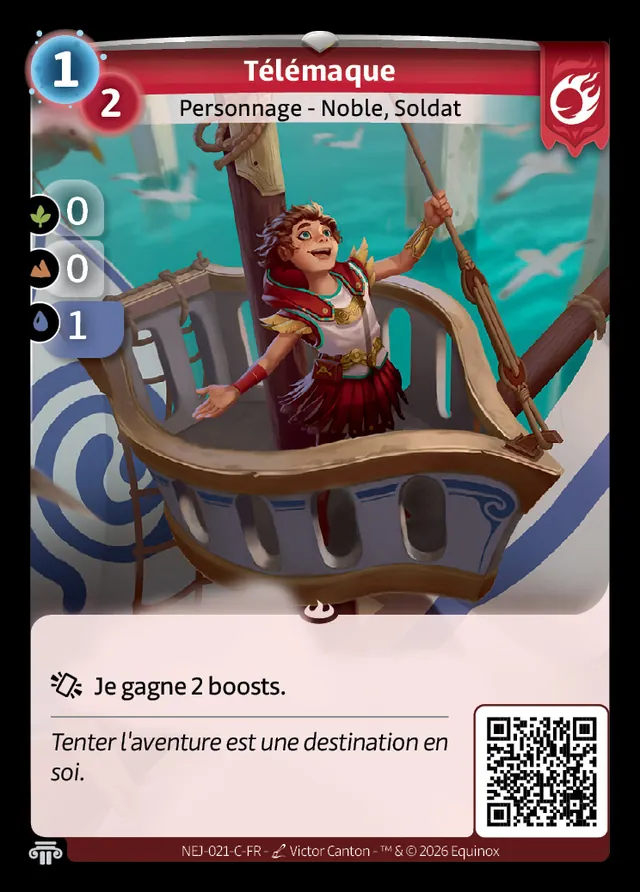 1
Télémaque
2
Personnage - Noble, Soldat
0
0
1
Je gagne 2 boosts.
Tenter l'aventure est une destination en
soi.
NEJ-021-C-FR - Victor Canton - ™ & © 2026 Equinox